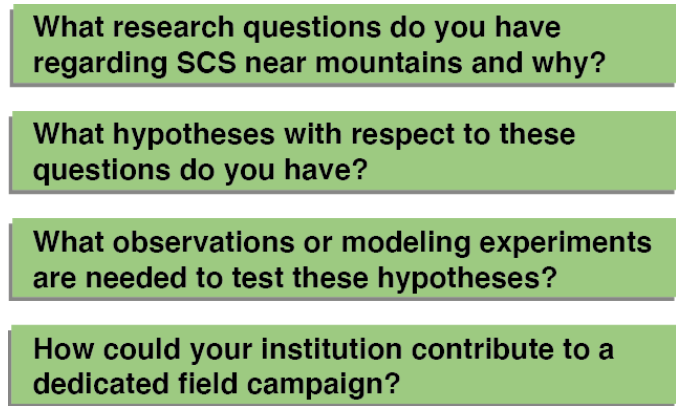 What research questions do you have
regarding SCS near mountains and why?
What hypotheses with respect to these
questions do you have?
What observations or modeling experiments
are needed to test these hypotheses?
How could your institution contribute to a
dedicated field campaign?